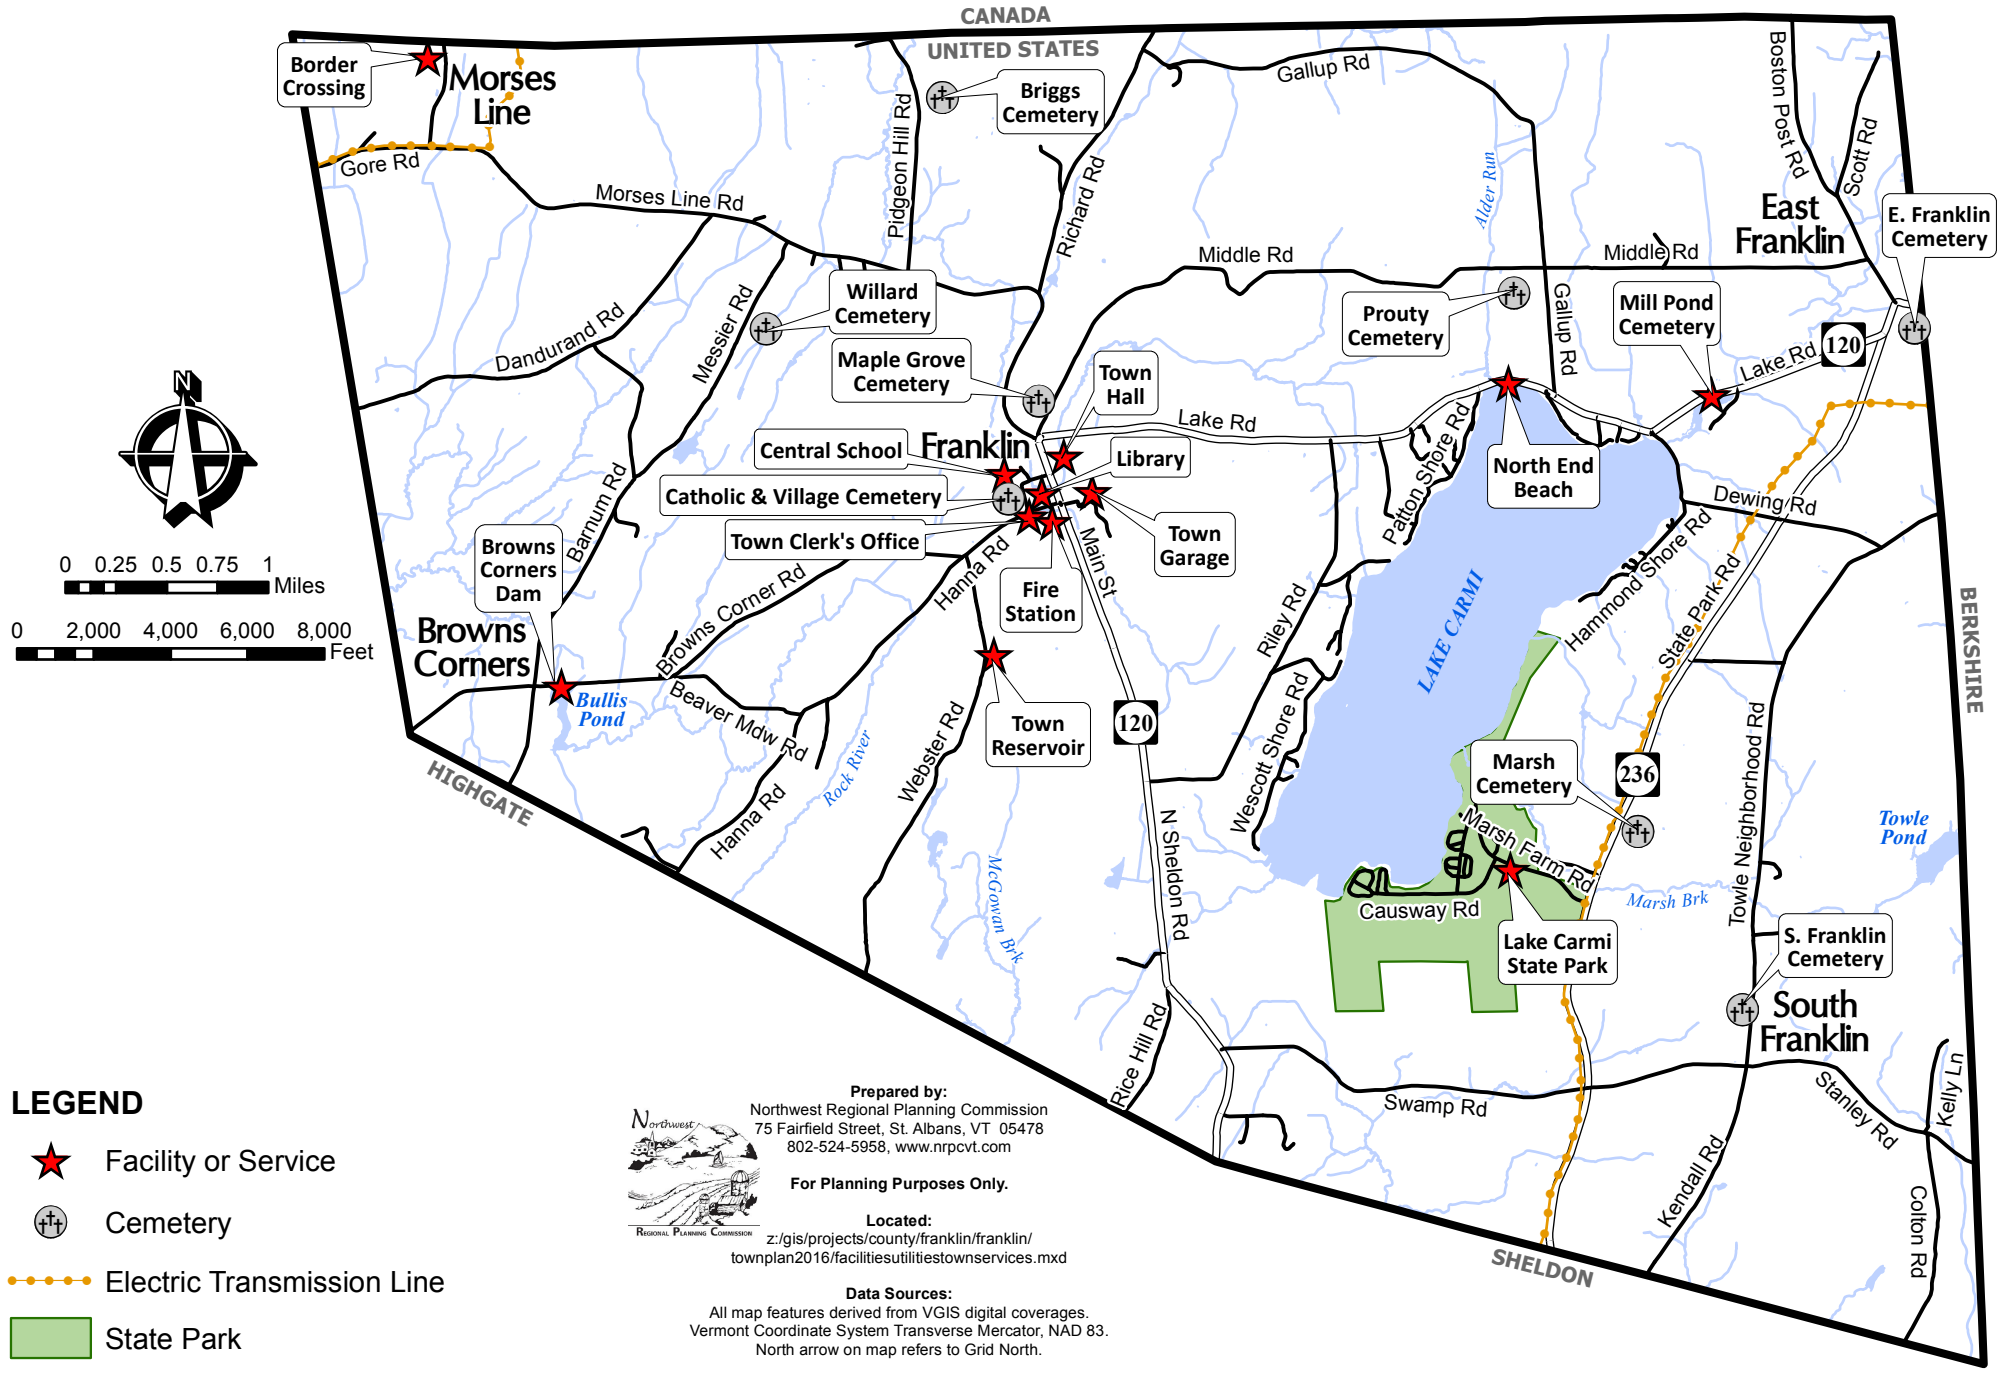 CANADA
UNITED STATES
Border
Crossing
Morses
Line
Gore Rd
Morses Line Rd
Pidgeon Hill Rd
Briggs
Cemetery
Richard Rd
Gallup Rd
Alder Run
Boston Post Rd
Scott Rd
East
Franklin
E. Franklin
Cemetery
Middle Rd
Middle Rd
Willard
Cemetery
Prouty
Cemetery
Gallup Rd
Mill Pond
Cemetery
Lake Rd
120
Dandurand Rd
Messier Rd
Maple Grove
Cemetery
Town
Hall
Lake Rd
N
Franklin
Central School
Library
Catholic & Village Cemetery
Town Clerk's Office
Town
Garage
Fire
Station
Main St
Hanna Rd
Patton Shore Rd
North End
Beach
Dewing Rd
Hammond Shore Rd
State Park Rd
Barnum Rd
Browns
Corners
Dam
Browns
Corners
Browns Corner Rd
Bullis
Pond
Beaver Mdw Rd
Hanna Rd
Rock River
Webster Rd
Town
Reservoir
120
Riley Rd
Wescott Shore Rd
LAKE CARMI
BERKSHIRE
0 0.25 0.5 0.75 1
Miles
0 2,000 4,000 6,000 8,000
Feet
HIGHGATE
McGowan Brk
N Sheldon Rd
Marsh
Cemetery
236
Marsh Farm Rd
Causway Rd
Lake Carmi
State Park
Marsh Brk
Towle Neighborhood Rd
Towle
Pond
S. Franklin
Cemetery
South
Franklin
Rice Hill Rd
Swamp Rd
Stanley Rd
Kelly Ln
Kendall Rd
Colton Rd
SHELDON
LEGEND
Facility or Service
Cemetery
Electric Transmission Line
State Park
Northwest
REGIONAL PLANNING COMMISSION
Prepared by:
Northwest Regional Planning Commission
75 Fairfield Street, St. Albans, VT 05478
802-524-5958, www.nrpcvt.com
For Planning Purposes Only.
Located:
z:/gis/projects/county/franklin/franklin/
townplan2016/facilitiesutilitiestownservices.mxd
Data Sources:
All map features derived from VGIS digital coverages.
Vermont Coordinate System Transverse Mercator, NAD 83.
North arrow on map refers to Grid North.